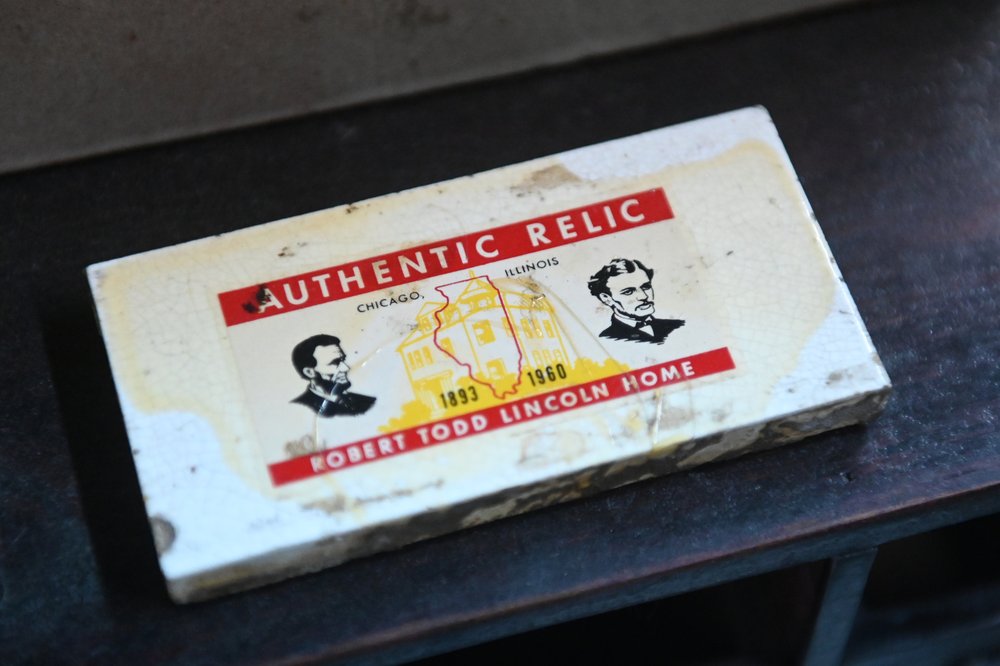 AUTHENTIC RELIC
CHICAGO, ILLINOIS
1893 1960
ROBERT TODD LINCOLN HOME